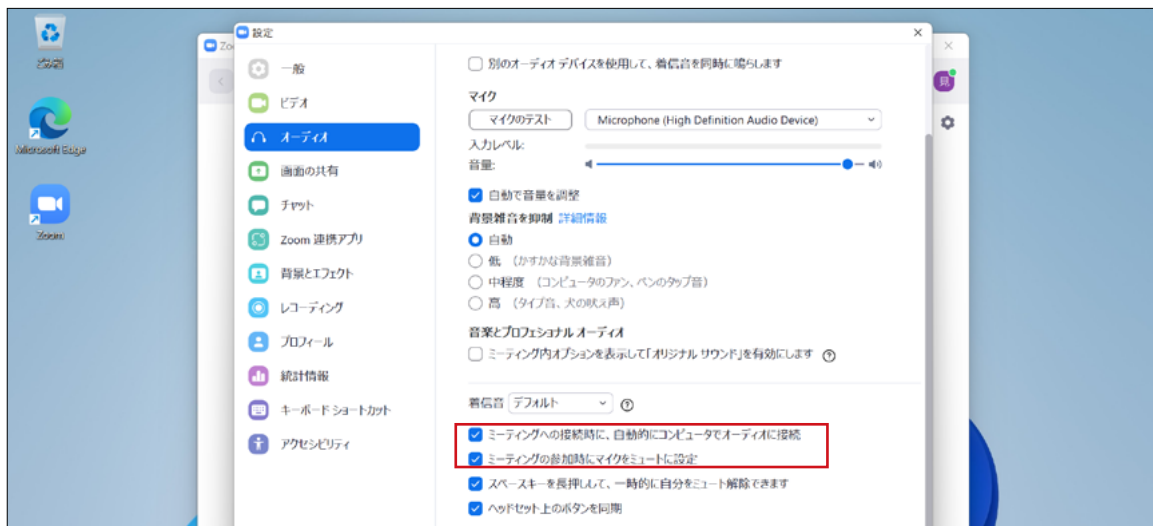 設定
Zo
一般
ビデオ
オーディオ
画面の共有
チャット
Zoom 連携アプリ
背景とエフェクト
レコーディング
プロフィール
統計情報
キーボード ショートカット
アクセシビリティ
別のオーディオ デバイスを使用して、着信音を同時に鳴らします
マイク
マイクのテスト
Microphone (High Definition Audio Device)
入力レベル:
音量:
自動で音量を調整
背景雑音を抑制 詳細情報
自動
低 (かすかな背景雑音)
中程度 (コンピュータのファン、ペンのタップ音)
高 (タイプ音、犬の吠え声)
音楽とプロフェショナル オーディオ
ミーティング内オプションを表示して「オリジナル サウンド」を有効にします
着信音 デフォルト
ミーティングへの接続時に、自動的にコンピュータでオーディオに接続
ミーティングの参加時にマイクをミュートに設定
スペースキーを長押しして、一時的に自分をミュート解除できます
ヘッドセット上のボタンを同期
ごみ箱
Microsoft Edge
Zoom
見